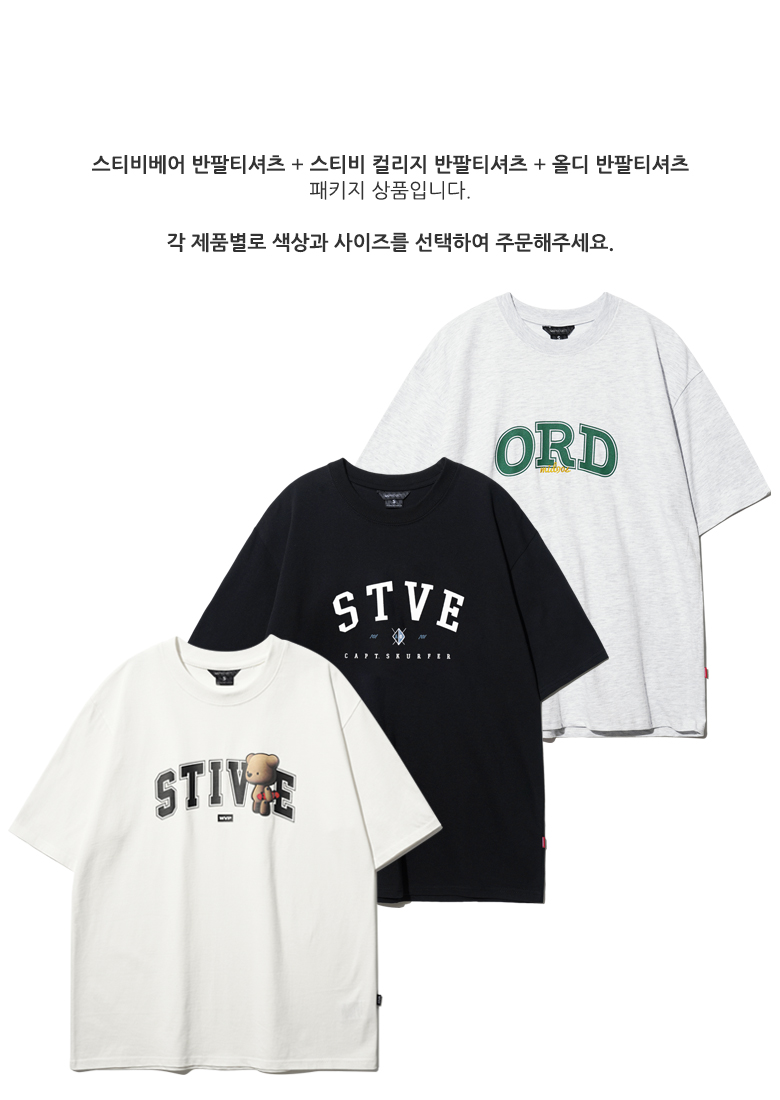 스티비베어 반팔티셔츠 + 스티비 컬리지 반팔티셔츠 + 올디 반팔티셔츠
패키지 상품입니다.
각 제품별로 색상과 사이즈를 선택하여 주문해주세요.
ORD
STVE
CAPT. SKURFER
STIVE
WVP